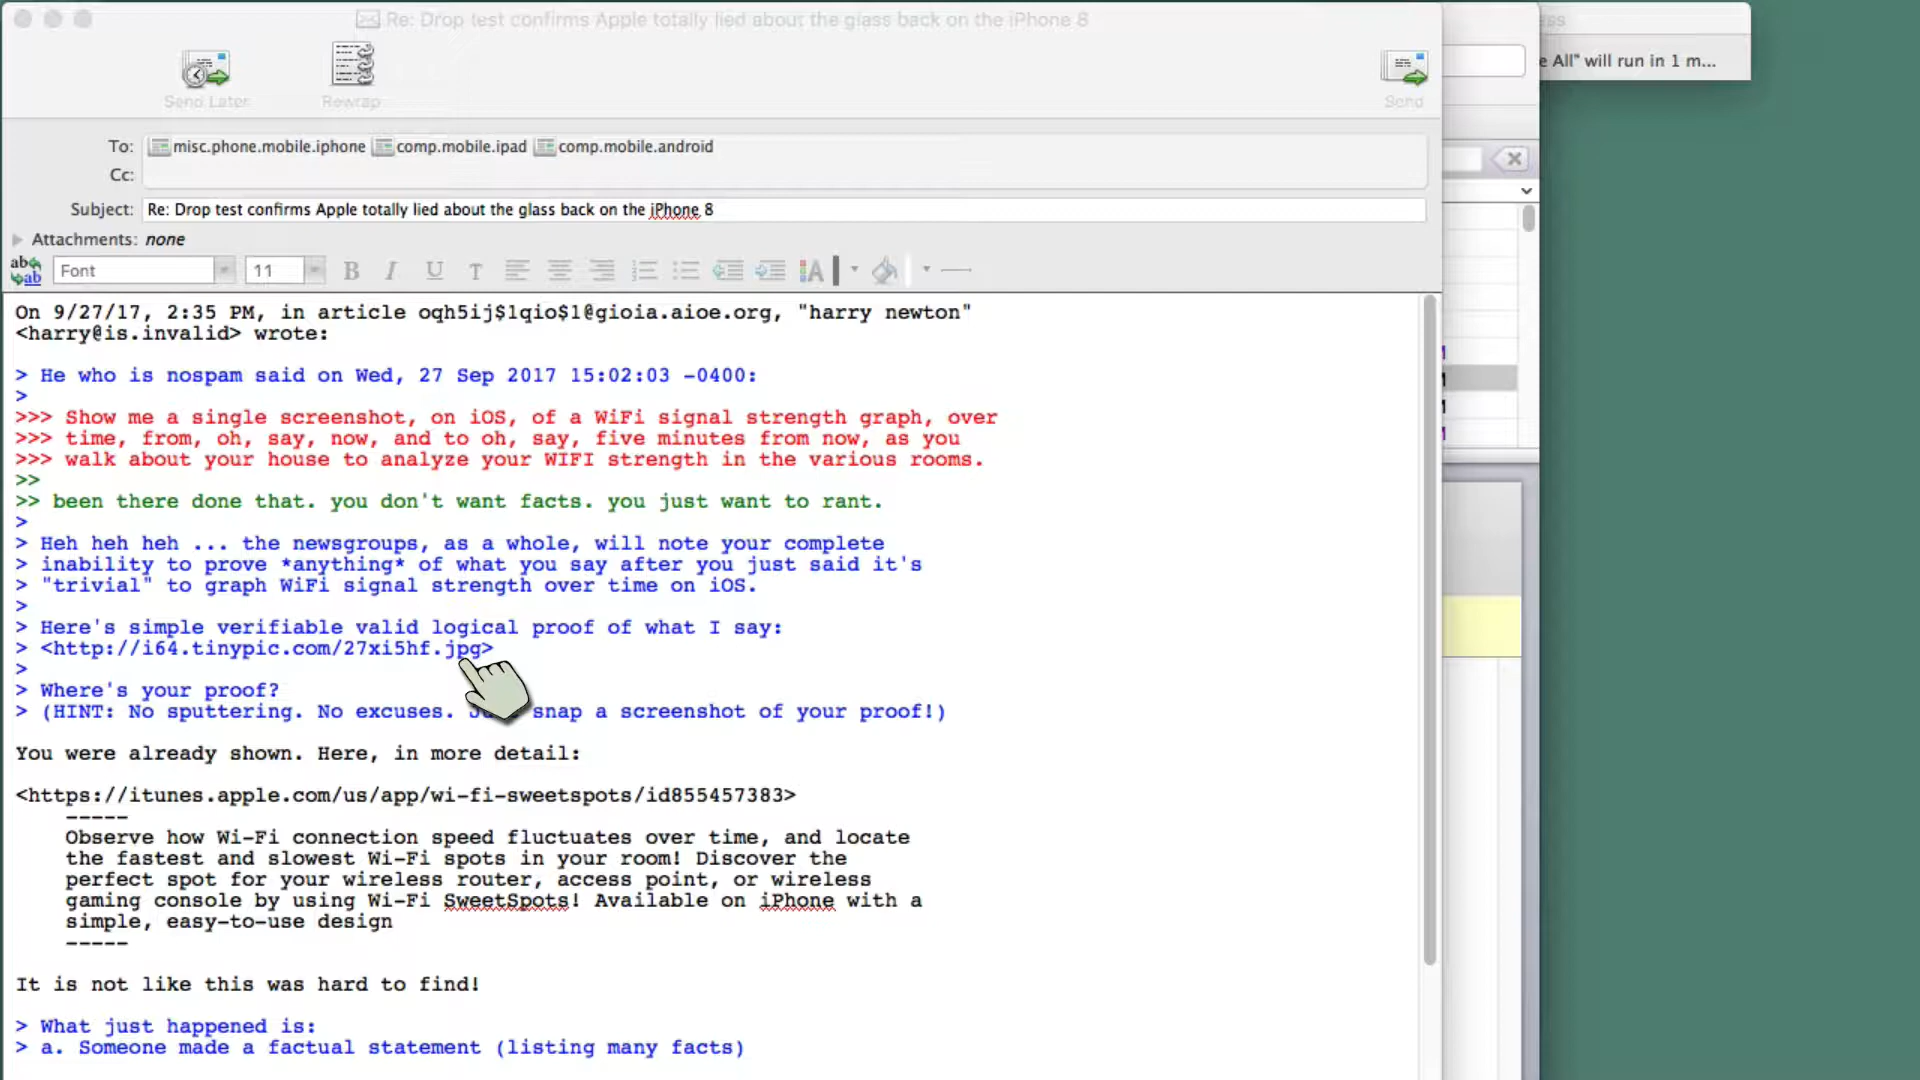 Re: Drop test confirms Apple totally lied about the glass back on the iPhone 8
ess
e All" will run in 1 m...
Send Later
Rewrap
Send
To: misc.phone.mobile.iphone comp.mobile.ipad comp.mobile.android
Cc:
Subject: Re: Drop test confirms Apple totally lied about the glass back on the iPhone 8
Attachments: none
Font 11 B I U T A
On 9/27/17, 2:35 PM, in article oqh5ij$1qio$1@gioia.aioe.org, "harry newton"
<harry@is.invalid> wrote:
> He who is nospam said on Wed, 27 Sep 2017 15:02:03 -0400:
>
>>> Show me a single screenshot, on iOS, of a WiFi signal strength graph, over
>>> time, from, oh, say, now, and to oh, say, five minutes from now, as you
>>> walk about your house to analyze your WIFI strength in the various rooms.
>>
>> been there done that. you don't want facts. you just want to rant.
>
> Heh heh heh ... the newsgroups, as a whole, will note your complete
> inability to prove *anything* of what you say after you just said it's
> "trivial" to graph WiFi signal strength over time on iOS.
>
> Here's simple verifiable valid logical proof of what I say:
> <http://i64.tinypic.com/27xi5hf.jpg>
>
> Where's your proof?
> (HINT: No sputtering. No excuses. snap a screenshot of your proof!)
You were already shown. Here, in more detail:
<https://itunes.apple.com/us/app/wi-fi-sweetspots/id855457383>
-----
Observe how Wi-Fi connection speed fluctuates over time, and locate
the fastest and slowest Wi-Fi spots in your room! Discover the
perfect spot for your wireless router, access point, or wireless
gaming console by using Wi-Fi SweetSpots! Available on iPhone with a
simple, easy-to-use design
-----
It is not like this was hard to find!
> What just happened is:
> a. Someone made a factual statement (listing many facts)